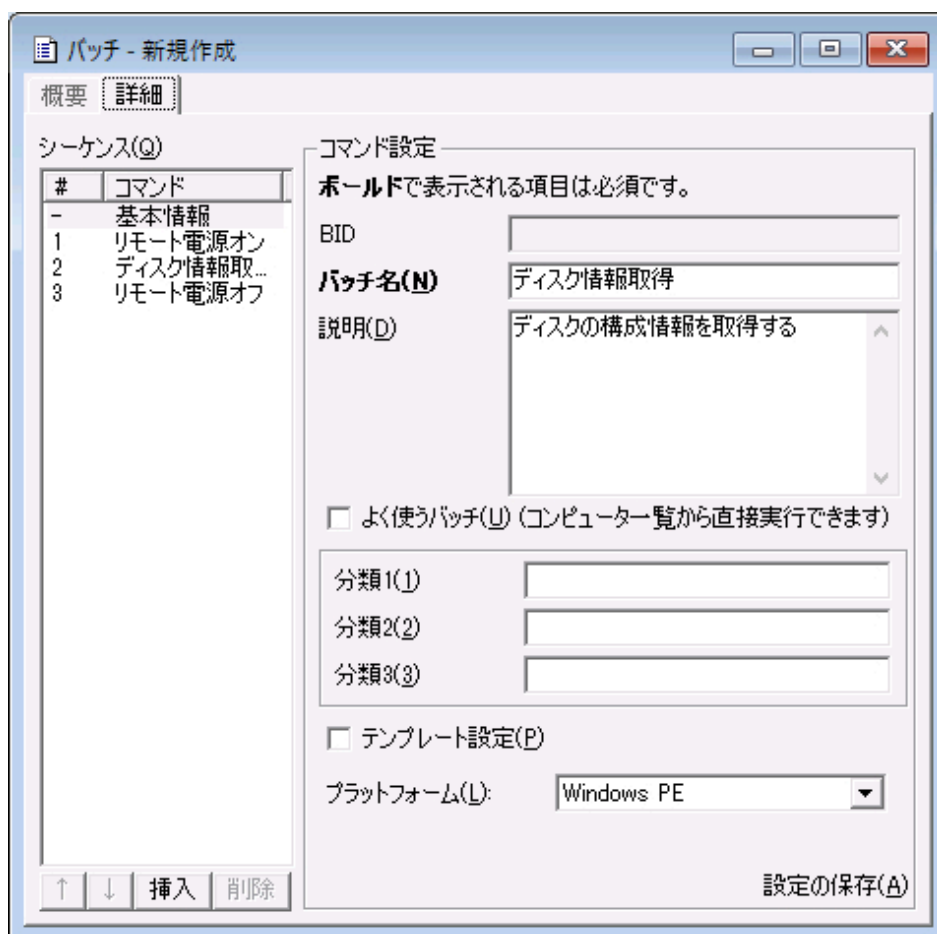 バッチ - 新規作成
概要 詳細
シーケンス(Q)
# コマンド
- 基本情報
1 リモート電源オン
2 ディスク情報取...
3 リモート電源オフ
↑ ↓ 挿入 削除
コマンド設定
ボールドで表示される項目は必須です。
BID
バッチ名(N) ディスク情報取得
説明(D) ディスクの構成情報を取得する
よく使うバッチ(U) (コンピュータ一覧から直接実行できます)
分類1(1)
分類2(2)
分類3(3)
テンプレート設定(P)
プラットフォーム(L): Windows PE
設定の保存(A)